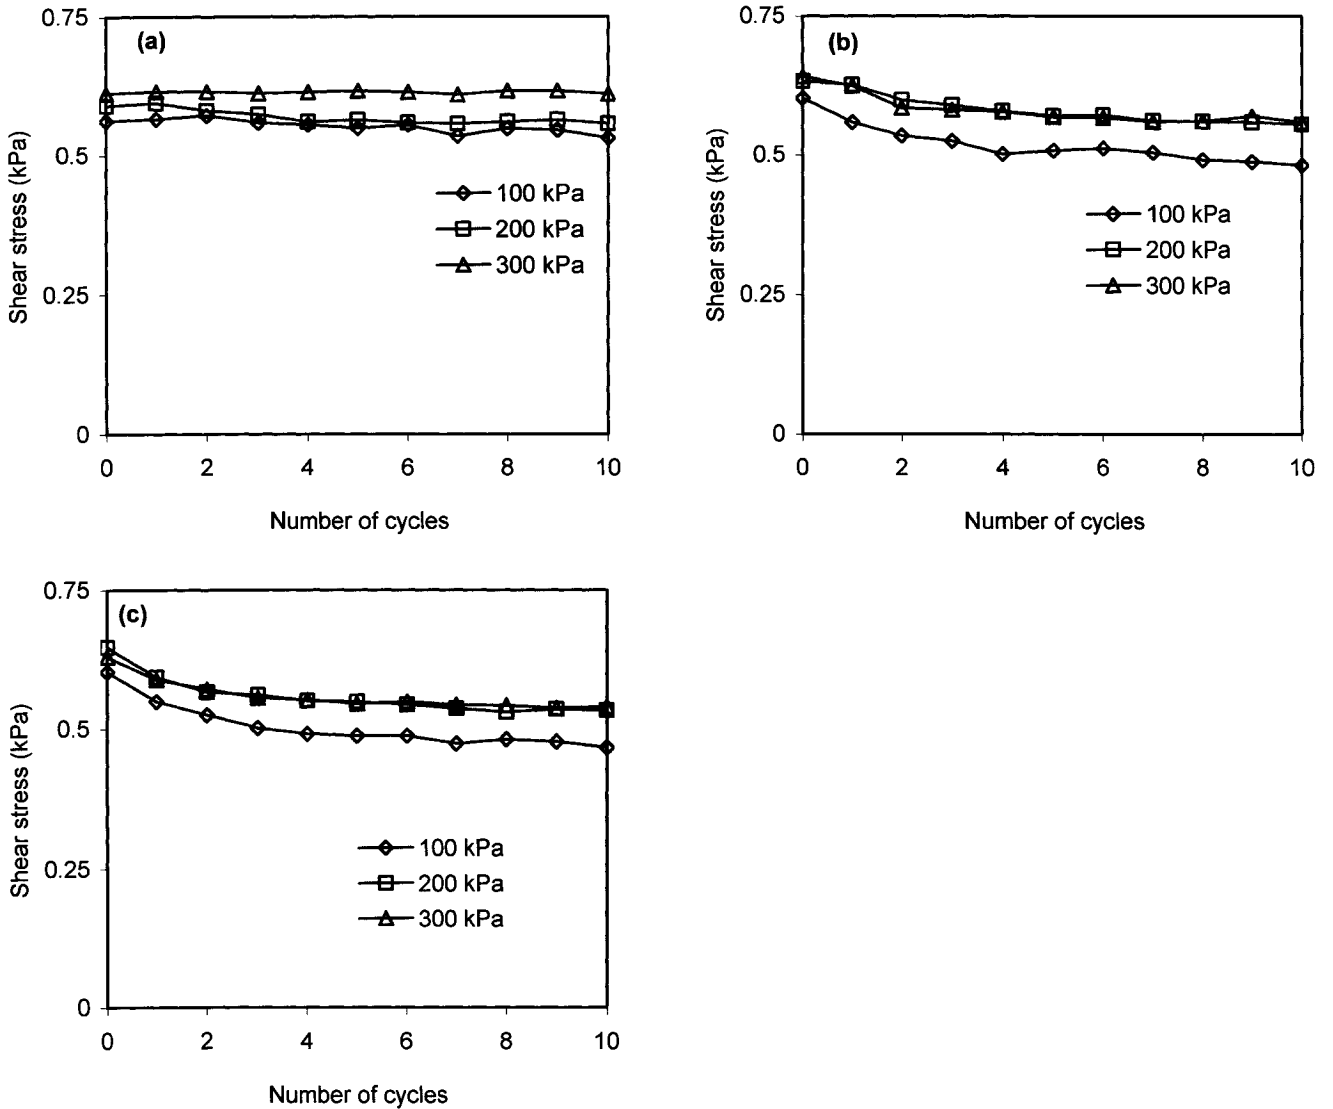 (a)
0.75
0.5
0.25
0
Shear stress (kPa)
100 kPa
200 kPa
300 kPa
0 2 4 6 8 10
Number of cycles
(b)
0.75
0.5
0.25
0
Shear stress (kPa)
100 kPa
200 kPa
300 kPa
0 2 4 6 8 10
Number of cycles
(c)
0.75
0.5
0.25
0
Shear stress (kPa)
100 kPa
200 kPa
300 kPa
0 2 4 6 8 10
Number of cycles